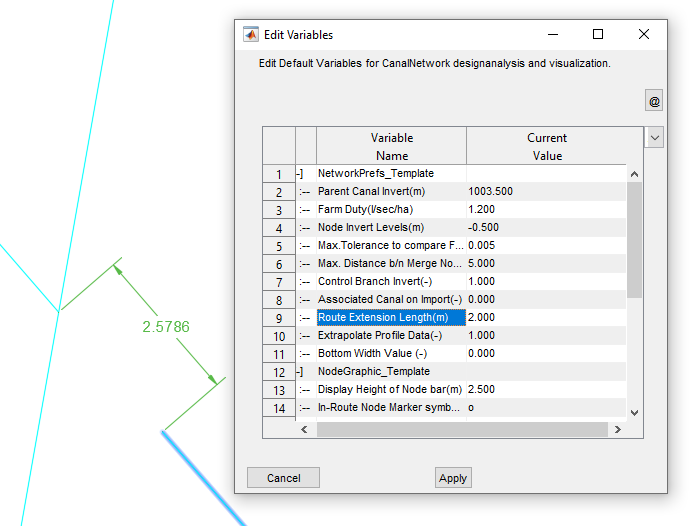 Edit Variables
Edit Default Variables for CanalNetwork designanalysis and visualization.
@
Variable Name Current Value
1 -] NetworkPrefs_Template
2 :-- Parent Canal Invert(m) 1003.500
3 :-- Farm Duty(l/sec/ha) 1.200
4 :-- Node Invert Levels(m) -0.500
5 :-- Max.Tolerance to compare F... 0.005
6 :-- Max. Distance b/n Merge No... 5.000
7 :-- Control Branch Invert(-) 1.000
8 :-- Associated Canal on Import(-) 0.000
9 :-- Route Extension Length(m) 2.000
10 :-- Extrapolate Profile Data(-) 1.000
11 :-- Bottom Width Value (-) 0.000
12 -] NodeGraphic_Template
13 :-- Display Height of Node bar(m) 2.500
14 :-- In-Route Node Marker symb... o
Cancel Apply
2.5786